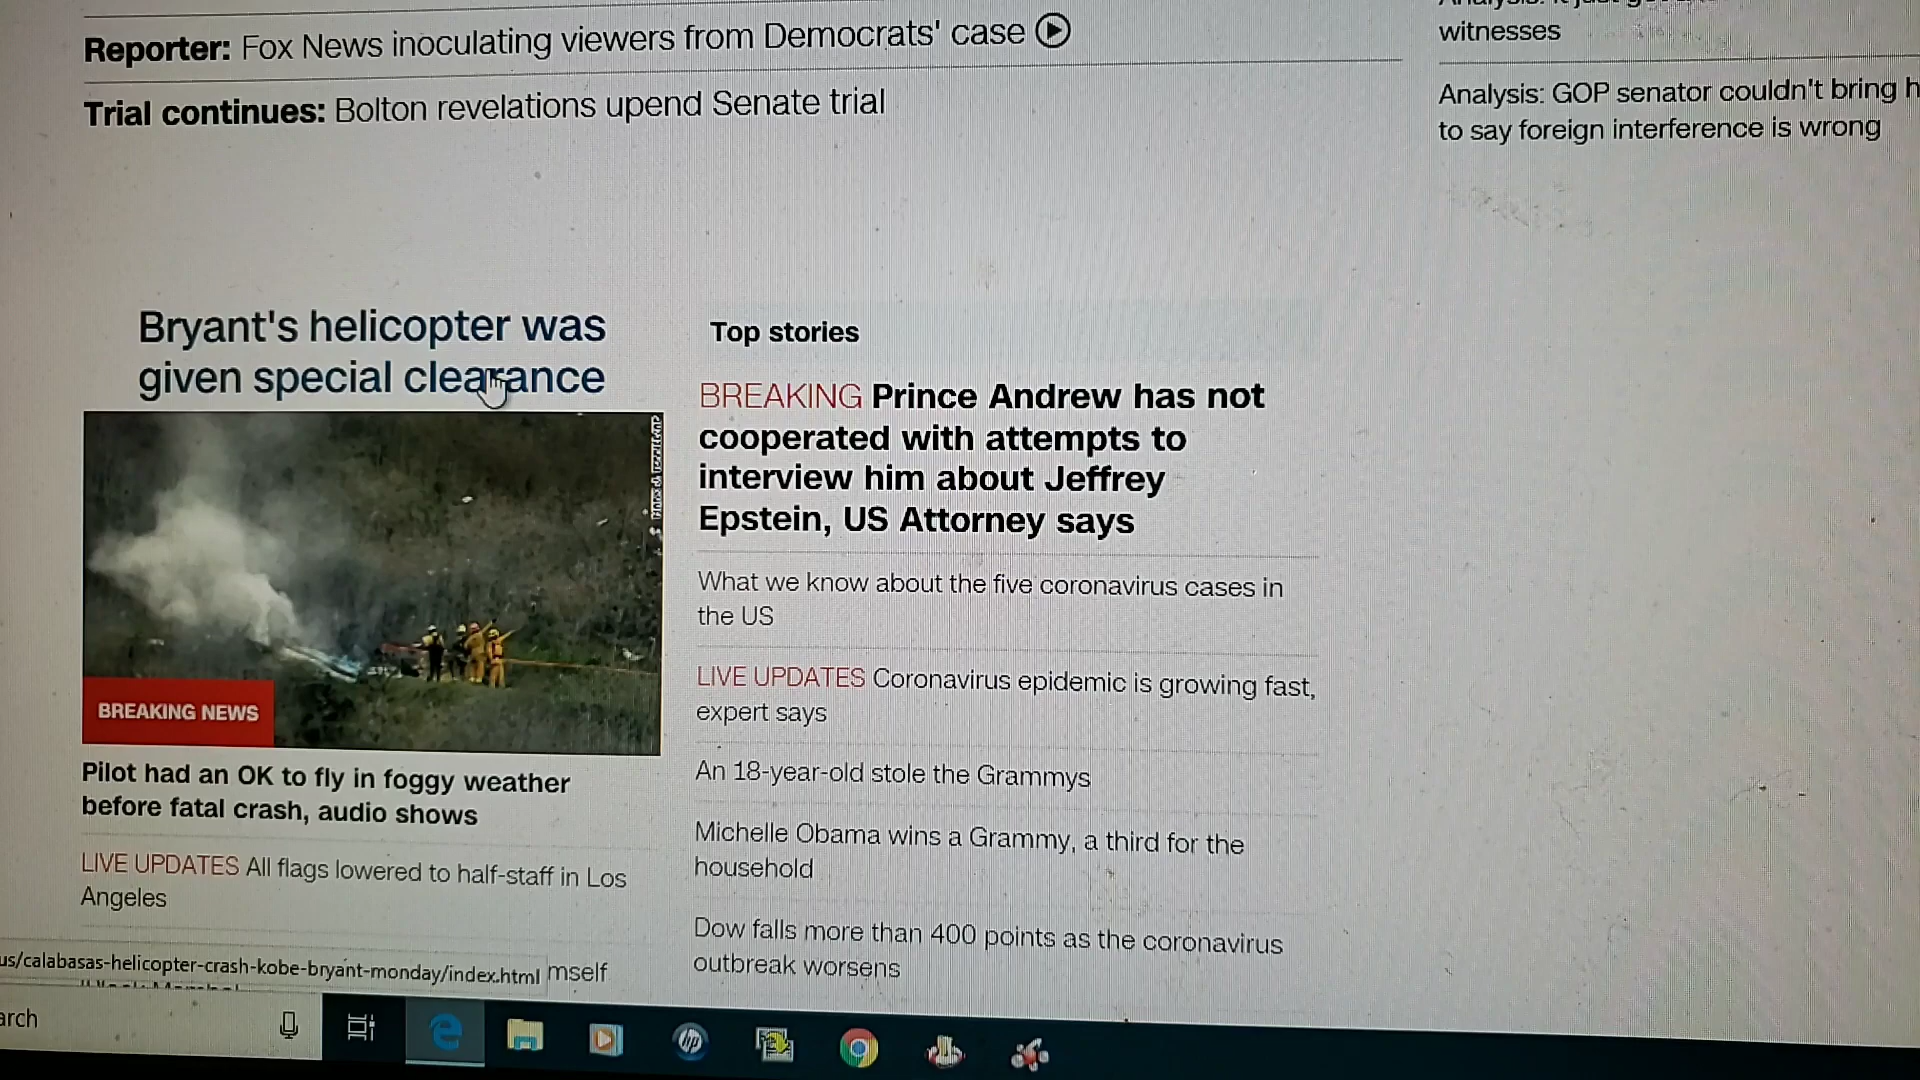 Reporter: Fox News inoculating viewers from Democrats' case
Trial continues: Bolton revelations upend Senate trial
witnesses
Analysis: GOP senator couldn't bring h
to say foreign interference is wrong
Bryant's helicopter was
given special clearance
BREAKING NEWS
Pilot had an OK to fly in foggy weather
before fatal crash, audio shows
LIVE UPDATES All flags lowered to half-staff in Los
Angeles
Top stories
BREAKING Prince Andrew has not
cooperated with attempts to
interview him about Jeffrey
Epstein, US Attorney says
What we know about the five coronavirus cases in
the US
LIVE UPDATES Coronavirus epidemic is growing fast,
expert says
An 18-year-old stole the Grammys
Michelle Obama wins a Grammy, a third for the
household
Dow falls more than 400 points as the coronavirus
outbreak worsens
us/calabasas-helicopter-crash-kobe-bryant-monday/index.html mself
arch
hp